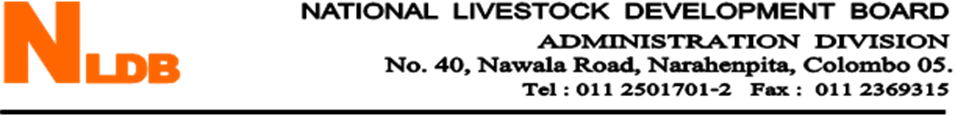 NLDB
NATIONAL LIVESTOCK DEVELOPMENT BOARD
ADMINISTRATION DIVISION
No. 40, Nawala Road, Narahenpita, Colombo 05.
Tel : 011 2501701-2 Fax : 011 2369315